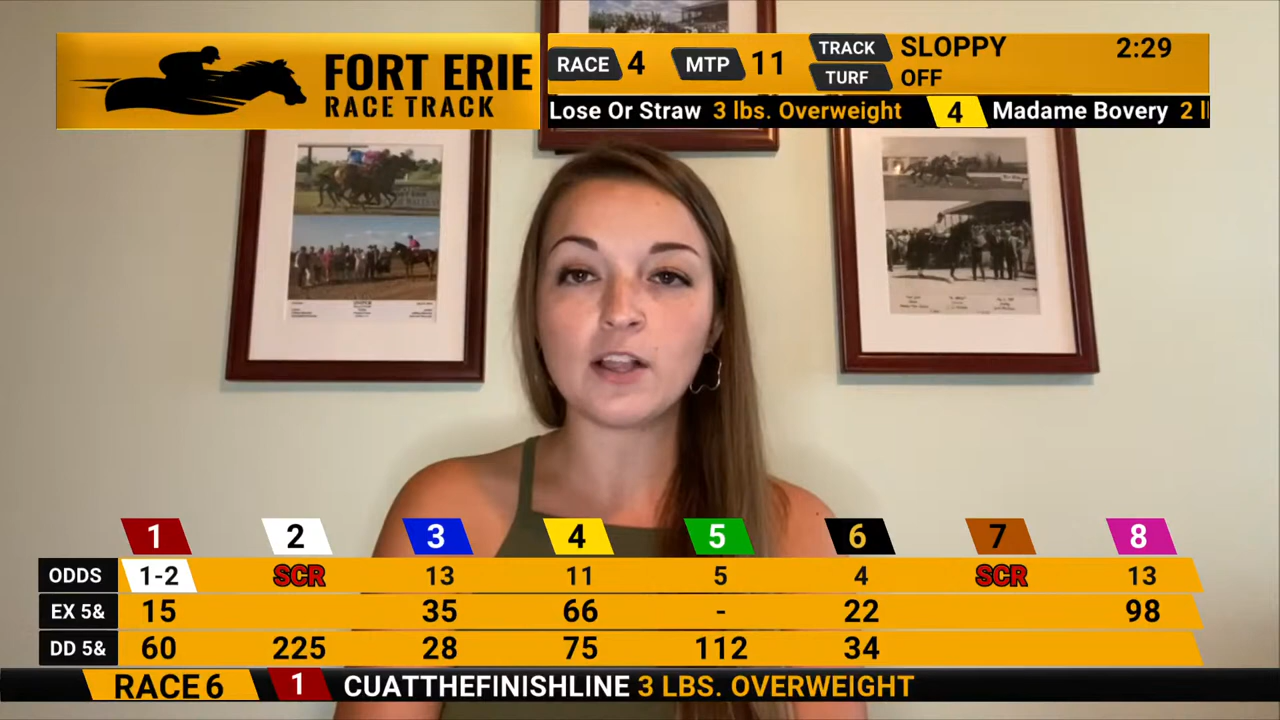 FORT ERIE
RACE TRACK
RACE 4 MTP 11 TRACK SLOPPY 2:29
TURF OFF
Lose Or Straw 3 lbs. Overweight 4 Madame Bovery 2 l
1 2 3 4 5 6 7 8
ODDS 1-2 SCR 13 11 5 4 SCR 13
EX 5& 15 35 66 - 22 98
DD 5& 60 225 28 75 112 34
RACE 6 1 CUATTHEFINISHLINE 3 LBS. OVERWEIGHT